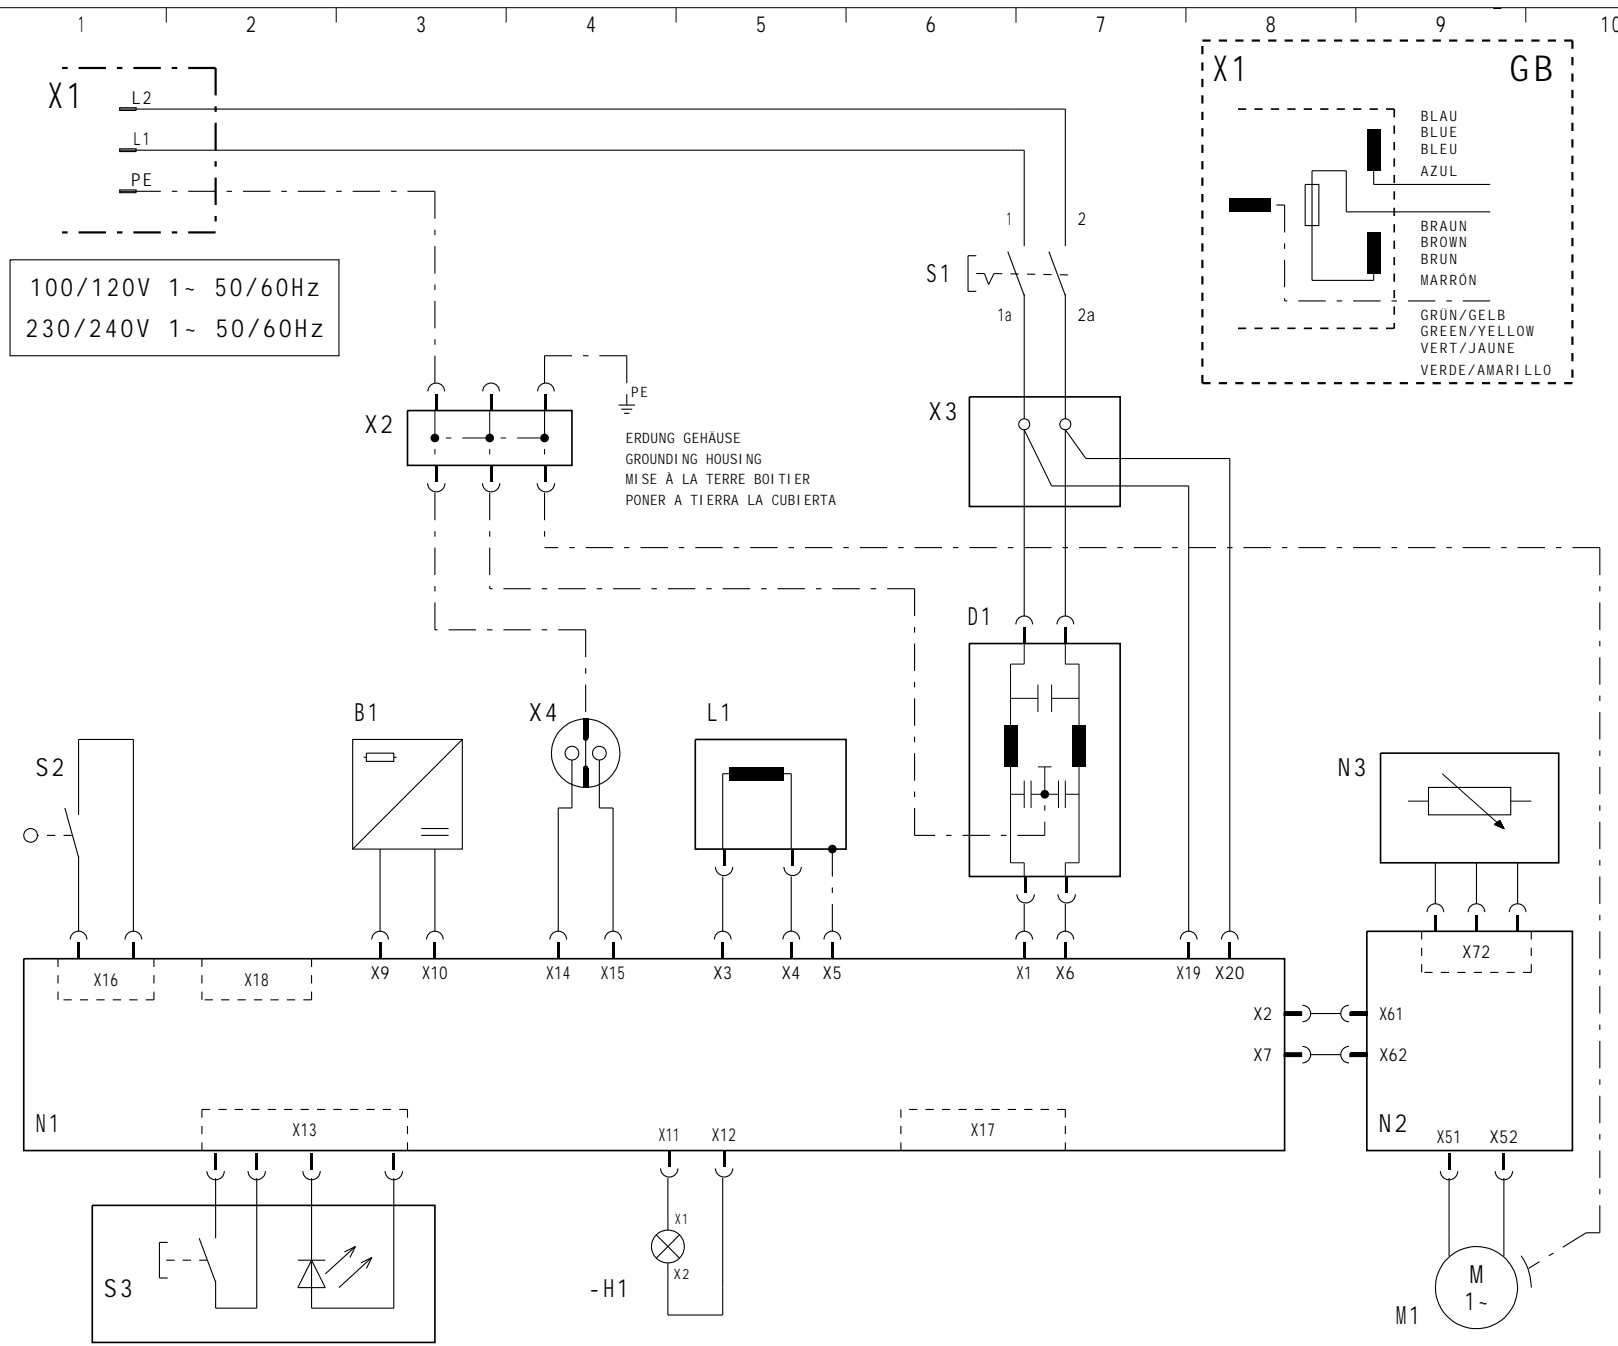 1 2 3 4 5 6 7 8 9 10
X1
L2
L1
PE
X1 GB
BLAU
BLUE
BLEU
AZUL
BRAUN
BROWN
BRUN
MARRÓN
GRÜN/GELB
GREEN/YELLOW
VERT/JAUNE
VERDE/AMARILLO
100/120V 1~ 50/60Hz
230/240V 1~ 50/60Hz
1 2
S1
1a 2a
X2
PE
ERDUNG GEHÄUSE
GROUNDING HOUSING
MISE À LA TERRE BOITIER
PONER A TIERRA LA CUBIERTA
X3
D1
S2
B1
X4
L1
N3
X16
X18
X9 X10
X14 X15
X3 X4 X5
X1 X6
X19 X20
X72
X2
X7
X61
X62
N1
X13
X11 X12
X17
N2
X51 X52
S3
X1
X2
-H1
M
1~
M1